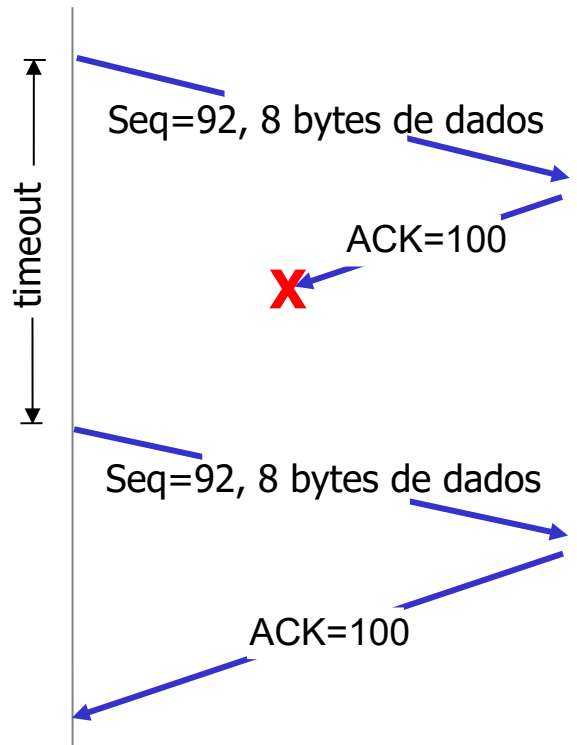 Seq=92, 8 bytes de dados
timeout
ACK=100
X
Seq=92, 8 bytes de dados
ACK=100